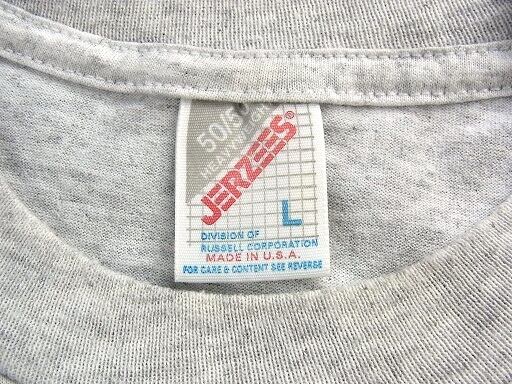 JERZEES®
L
DIVISION OF
RUSSELL CORPORATION
MADE IN U.S.A.
FOR CARE & CONTENT SEE REVERSE